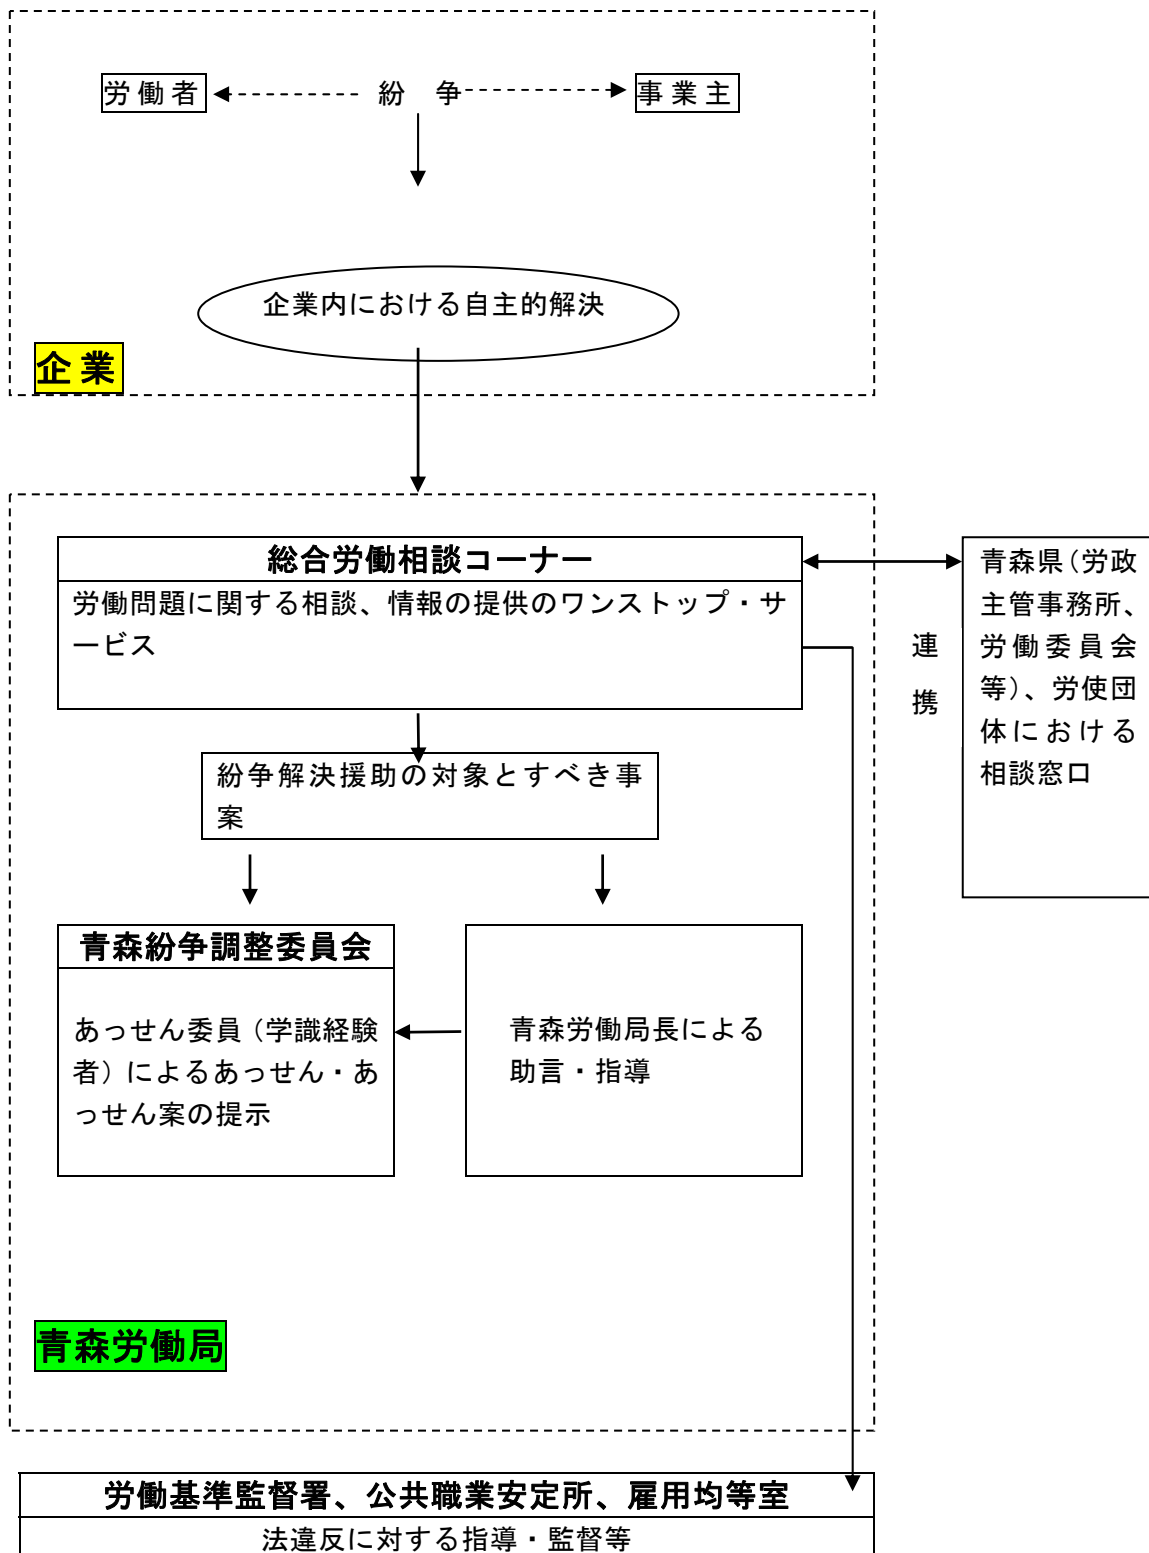 労働者 紛争 事業主
企業内における自主的解決
企業
総合労働相談コーナー
労働問題に関する相談、情報の提供のワンストップ・サ
ービス
連
携
青森県（労政
主管事務所、
労働委員会
等）、労使団
体における
相談窓口
紛争解決援助の対象とすべき事
案
青森紛争調整委員会
あっせん委員（学識経験
者）によるあっせん・あ
っせん案の提示
青森労働局長による
助言・指導
青森労働局
労働基準監督署、公共職業安定所、雇用均等室
法違反に対する指導・監督等